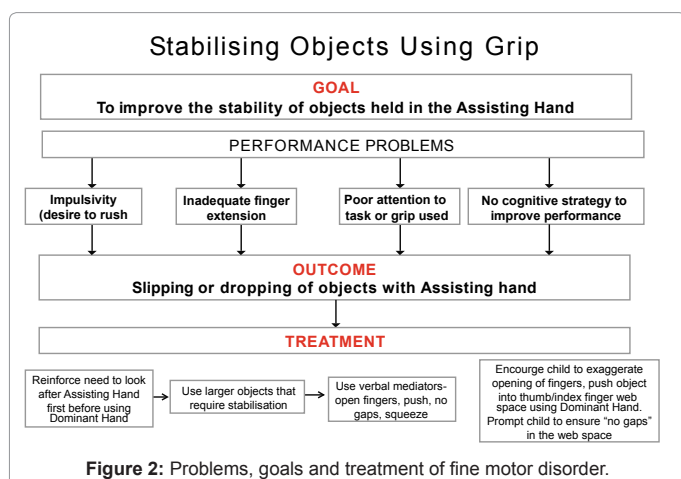 Stabilising Objects Using Grip
GOAL
To improve the stability of objects held in the Assisting Hand
PERFORMANCE PROBLEMS
Impulsivity
(desire to rush
Inadequate finger
extension
Poor attention to
task or grip used
No cognitive strategy to
improve performance
OUTCOME
Slipping or dropping of objects with Assisting hand
TREATMENT
Reinforce need to look
after Assisting Hand
first before using
Dominant Hand
Use larger objects that
require stabilisation
Use verbal mediators-
open fingers, push, no
gaps, squeeze
Encourge child to exaggerate
opening of fingers, push object
into thumb/index finger web
space using Dominant Hand.
Prompt child to ensure “no gaps”
in the web space
Figure 2: Problems, goals and treatment of fine motor disorder.